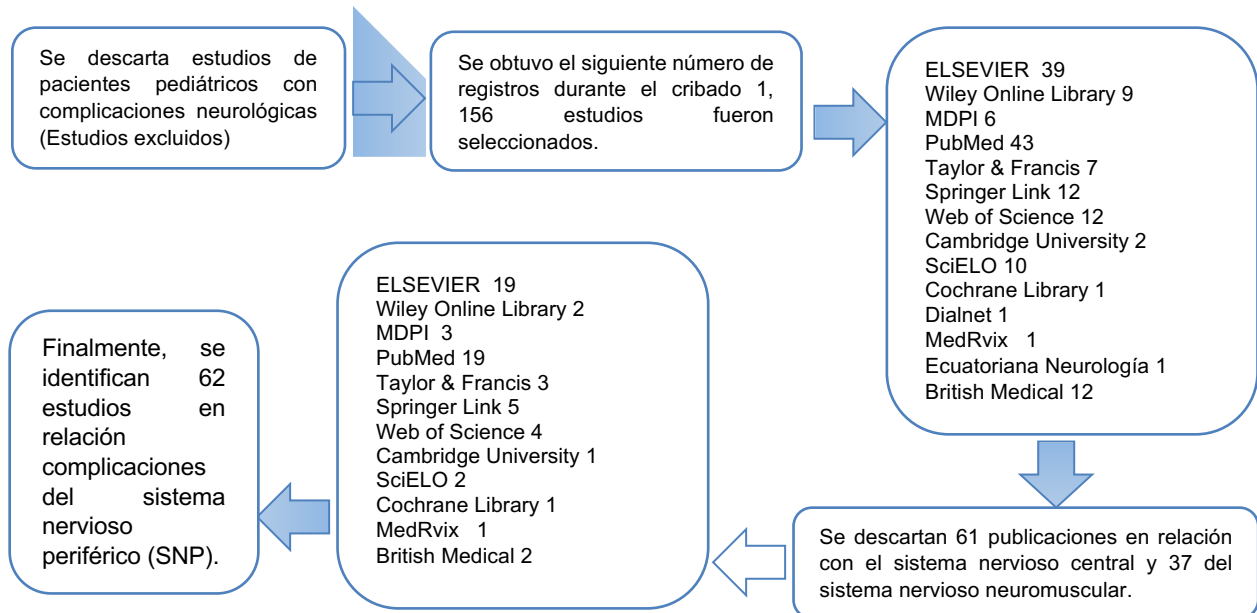 Se descarta estudios de
pacientes pediátricos con
complicaciones neurológicas
(Estudios excluidos)
Se obtuvo el siguiente número de
registros durante el cribado 1,
156 estudios fueron
seleccionados.
ELSEVIER 39
Wiley Online Library 9
MDPI 6
PubMed 43
Taylor & Francis 7
Springer Link 12
Web of Science 12
Cambridge University 2
SciELO 10
Cochrane Library 1
Dialnet 1
MedRvix 1
Ecuatoriana Neurología 1
British Medical 12
Se descartan 61 publicaciones en relación
con el sistema nervioso central y 37 del
sistema nervioso neuromuscular.
ELSEVIER 19
Wiley Online Library 2
MDPI 3
PubMed 19
Taylor & Francis 3
Springer Link 5
Web of Science 4
Cambridge University 1
SciELO 2
Cochrane Library 1
MedRvix 1
British Medical 2
Finalmente, se
identifican 62
estudios en
relación
complicaciones
del sistema
nervioso
periférico (SNP).